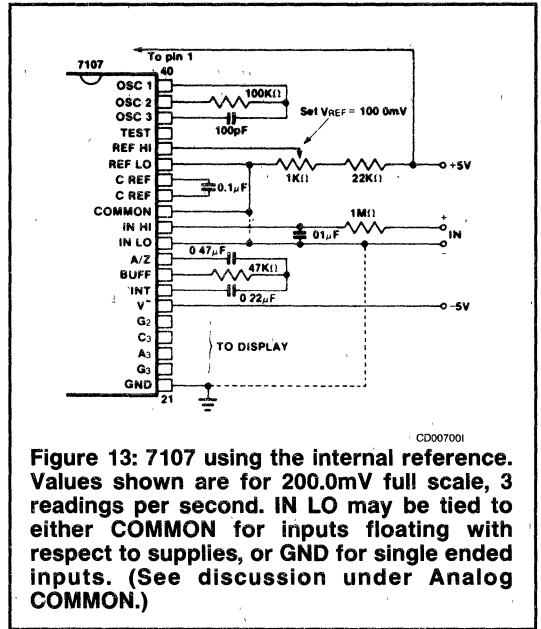 To pin 1
7107
40
OSC 1
100KΩ
OSC 2
Set VREF = 100 0mV
OSC 3
100pF
TEST
REF HI
REF LO
+5V
1KΩ
22KΩ
C REF
0.1µF
C REF
COMMON
1MΩ
+
IN HI
01µF
IN
IN LO
-
A/Z
0 47µF
BUFF
47KΩ
INT
0 22µF
V-
-5V
G2
C3
TO DISPLAY
A3
G3
GND
21
CD00700I
Figure 13: 7107 using the internal reference.
Values shown are for 200.0mV full scale, 3
readings per second. IN LO may be tied to
either COMMON for inputs floating with
respect to supplies, or GND for single ended
inputs. (See discussion under Analog
COMMON.)